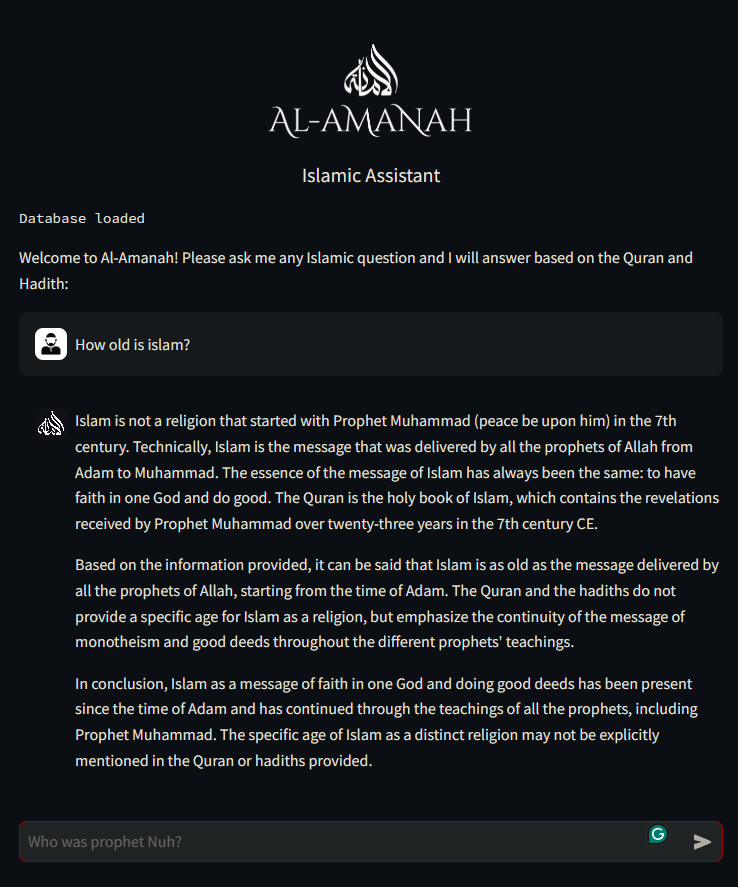 الأمانة
AL-AMANAH
Islamic Assistant
Database loaded
Welcome to Al-Amanah! Please ask me any Islamic question and I will answer based on the Quran and
Hadith:
How old is islam?
Islam is not a religion that started with Prophet Muhammad (peace be upon him) in the 7th
century. Technically, Islam is the message that was delivered by all the prophets of Allah from
Adam to Muhammad. The essence of the message of Islam has always been the same: to have
faith in one God and do good. The Quran is the holy book of Islam, which contains the revelations
received by Prophet Muhammad over twenty-three years in the 7th century CE.
Based on the information provided, it can be said that Islam is as old as the message delivered by
all the prophets of Allah, starting from the time of Adam. The Quran and the hadiths do not
provide a specific age for Islam as a religion, but emphasize the continuity of the message of
monotheism and good deeds throughout the different prophets' teachings.
In conclusion, Islam as a message of faith in one God and doing good deeds has been present
since the time of Adam and has continued through the teachings of all the prophets, including
Prophet Muhammad. The specific age of Islam as a distinct religion may not be explicitly
mentioned in the Quran or hadiths provided.
Who was prophet Nuh?